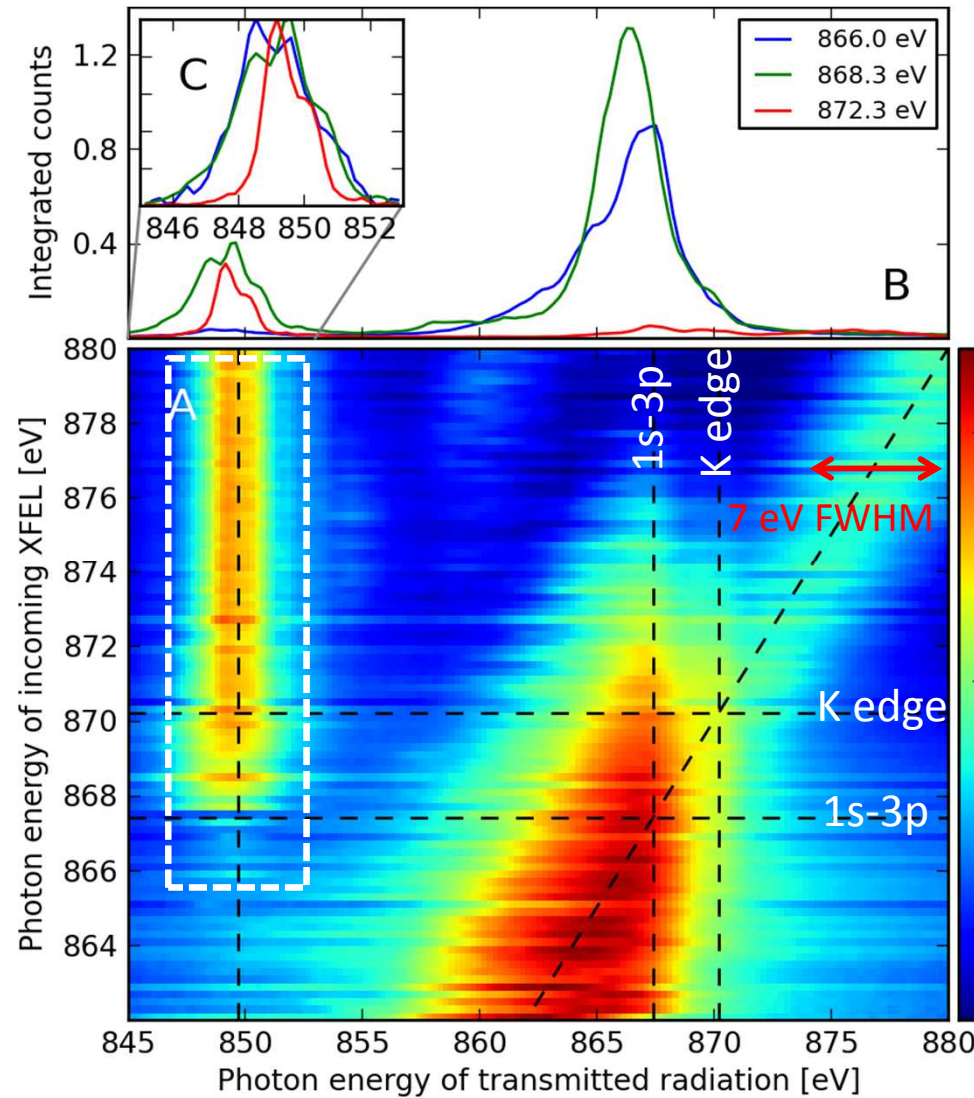 1.2
0.8
0.4
Integrated counts
C
846
848
850
852
866.0 eV
868.3 eV
872.3 eV
B
880
878
876
874
872
870
868
866
864
Photon energy of incoming XFEL [eV]
A
1s-3p
K edge
7 eV FWHM
K edge
1s-3p
845
850
855
860
865
870
875
880
Photon energy of transmitted radiation [eV]